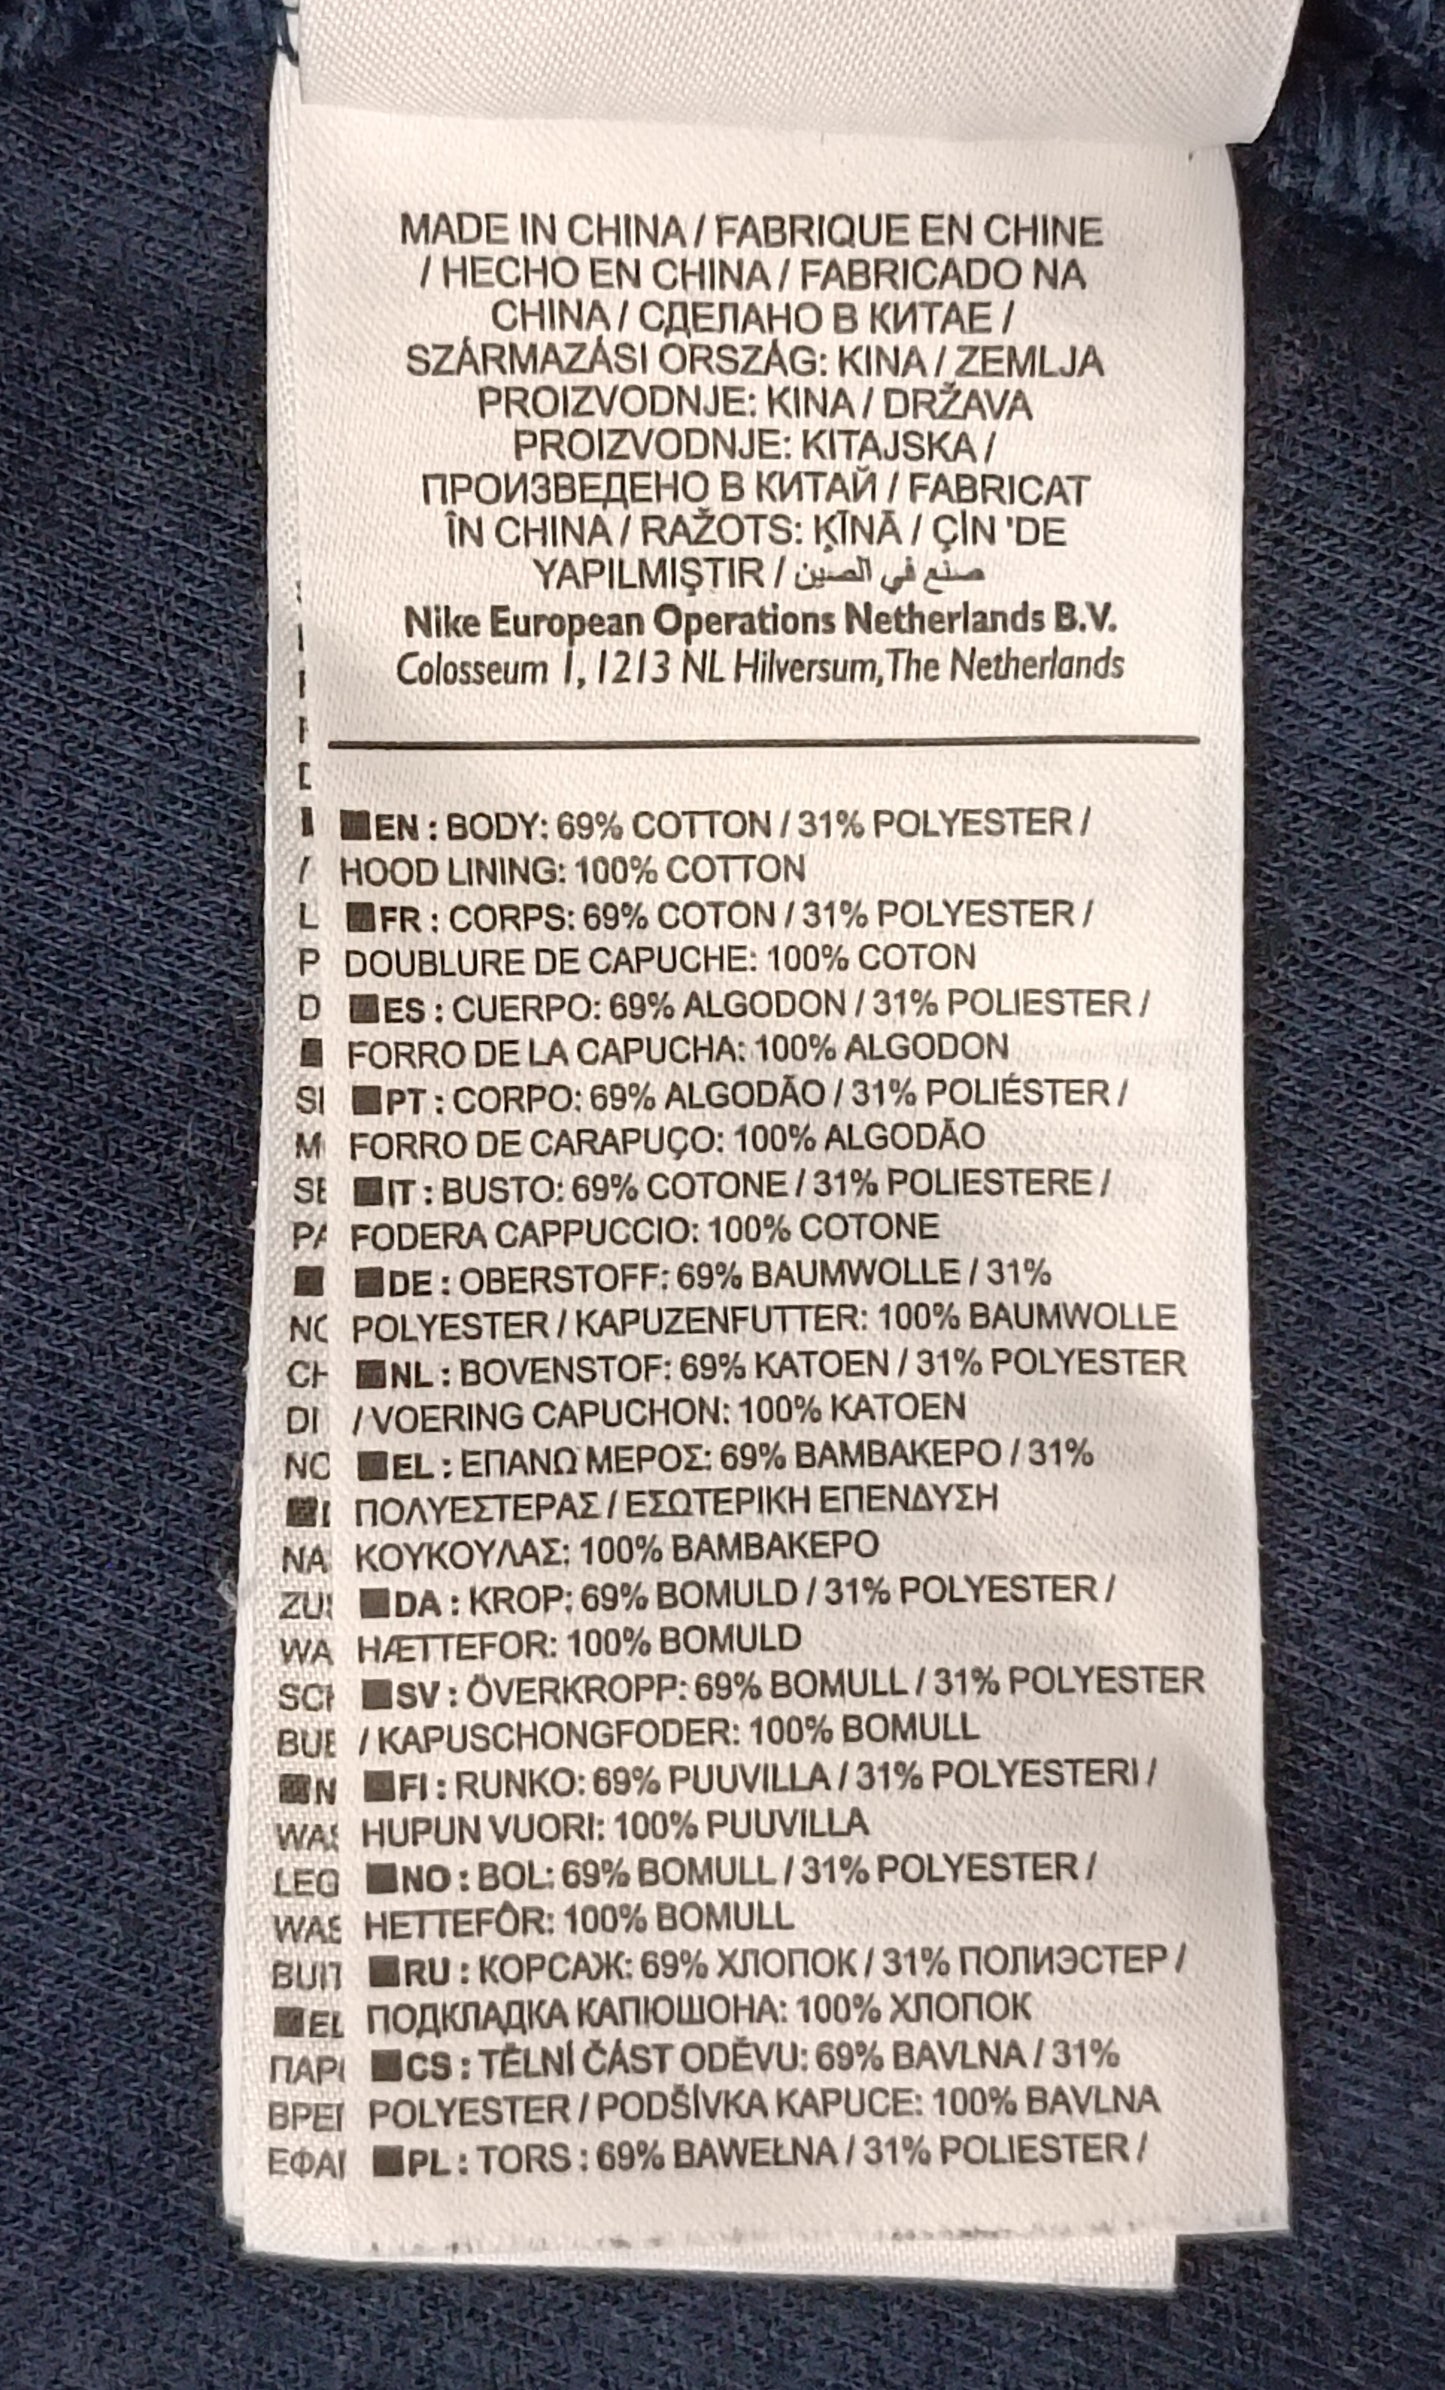 MADE IN CHINA / FABRIQUE EN CHINE
/ HECHO EN CHINA / FABRICADO NA
CHINA / СДЕЛАНО В КИТАЕ /
SZÁRMAZÁSI ORSZÁG: KINA / ZEMLJA
PROIZVODNJE: KINA / DRŽAVA
PROIZVODNJE: KITAJSKA /
ПРОИЗВЕДЕНО В КИТАЙ / FABRICAT
ÎN CHINA / RAŽOTS: ĶĪNĀ / ÇİN 'DE
YAPILMIŞTIR / صنع في الصين
Nike European Operations Netherlands B.V.
Colosseum 1, 1213 NL Hilversum, The Netherlands
EN : BODY: 69% COTTON / 31% POLYESTER /
HOOD LINING: 100% COTTON
FR : CORPS: 69% COTON / 31% POLYESTER /
DOUBLURE DE CAPUCHE: 100% COTON
ES : CUERPO: 69% ALGODON / 31% POLIESTER /
FORRO DE LA CAPUCHA: 100% ALGODON
PT : CORPO: 69% ALGODÃO / 31% POLIÉSTER /
FORRO DE CARAPUÇO: 100% ALGODÃO
IT : BUSTO: 69% COTONE / 31% POLIESTERE /
FODERA CAPPUCCIO: 100% COTONE
DE : OBERSTOFF: 69% BAUMWOLLE / 31%
POLYESTER / KAPUZENFUTTER: 100% BAUMWOLLE
NL : BOVENSTOF: 69% KATOEN / 31% POLYESTER
/ VOERING CAPUCHON: 100% KATOEN
EL : ΕΠΑΝΩ ΜΕΡΟΣ: 69% ΒΑΜΒΑΚΕΡΟ / 31%
ΠΟΛΥΕΣΤΕΡΑΣ / ΕΣΩΤΕΡΙΚΗ ΕΠΕΝΔΥΣΗ
ΚΟΥΚΟΥΛΑΣ: 100% ΒΑΜΒΑΚΕΡΟ
DA : KROP: 69% BOMULD / 31% POLYESTER /
HÆTTEFOR: 100% BOMULD
SV : ÖVERKROPP: 69% BOMULL / 31% POLYESTER
/ KAPUSCHONGFODER: 100% BOMULL
FI : RUNKO: 69% PUUVILLA / 31% POLYESTERI /
HUPUN VUORI: 100% PUUVILLA
NO : BOL: 69% BOMULL / 31% POLYESTER /
HETTEFÔR: 100% BOMULL
RU : КОРСАЖ: 69% ХЛОПОК / 31% ПОЛИЭСТЕР /
ПОДКЛАДКА КАПЮШОНА: 100% ХЛОПОК
CS : TĚLNÍ ČÁST ODĚVU: 69% BAVLNA / 31%
POLYESTER / PODŠÍVKA KAPUCE: 100% BAVLNA
PL : TORS : 69% BAWEŁNA / 31% POLIESTER /